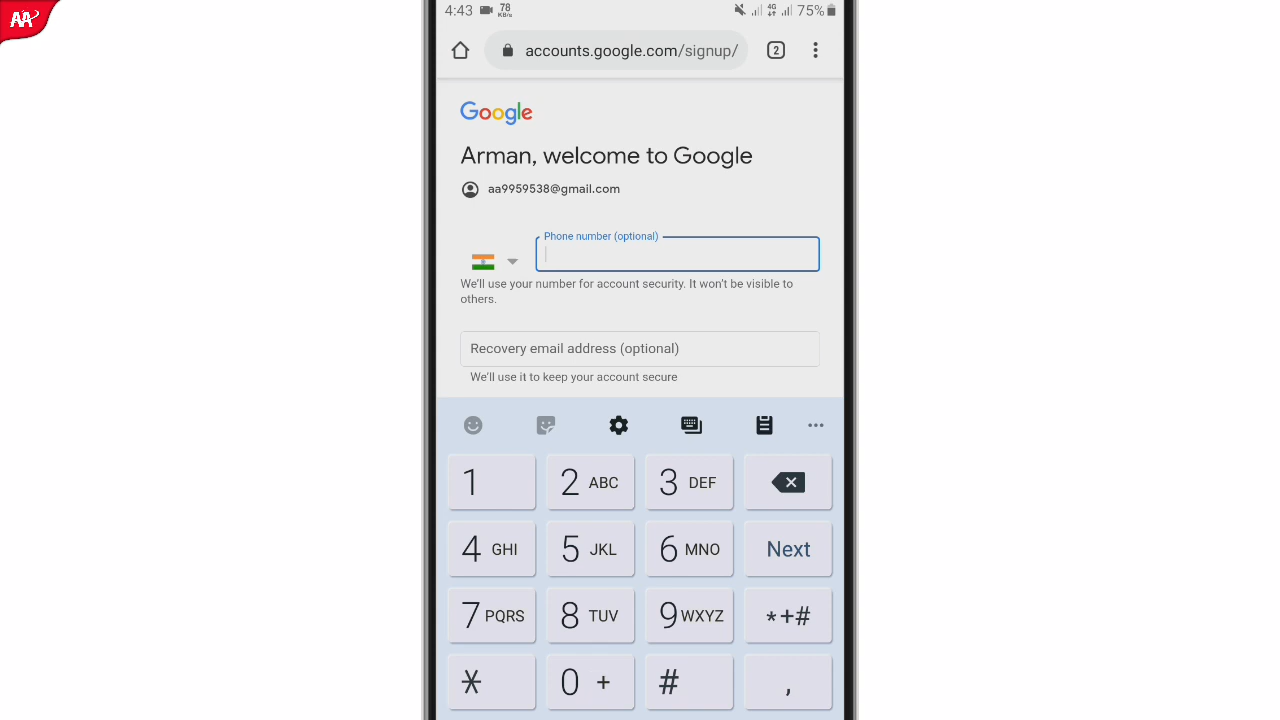 AA
4:43 78 KB/s 4G 75%
accounts.google.com/signup/ 2
Google
Arman, welcome to Google
aa9959538@gmail.com
Phone number (optional)
We'll use your number for account security. It won't be visible to
others.
Recovery email address (optional)
We'll use it to keep your account secure
1 2 ABC 3 DEF
4 GHI 5 JKL 6 MNO Next
7 PQRS 8 TUV 9 WXYZ *+#
* 0 + # ,